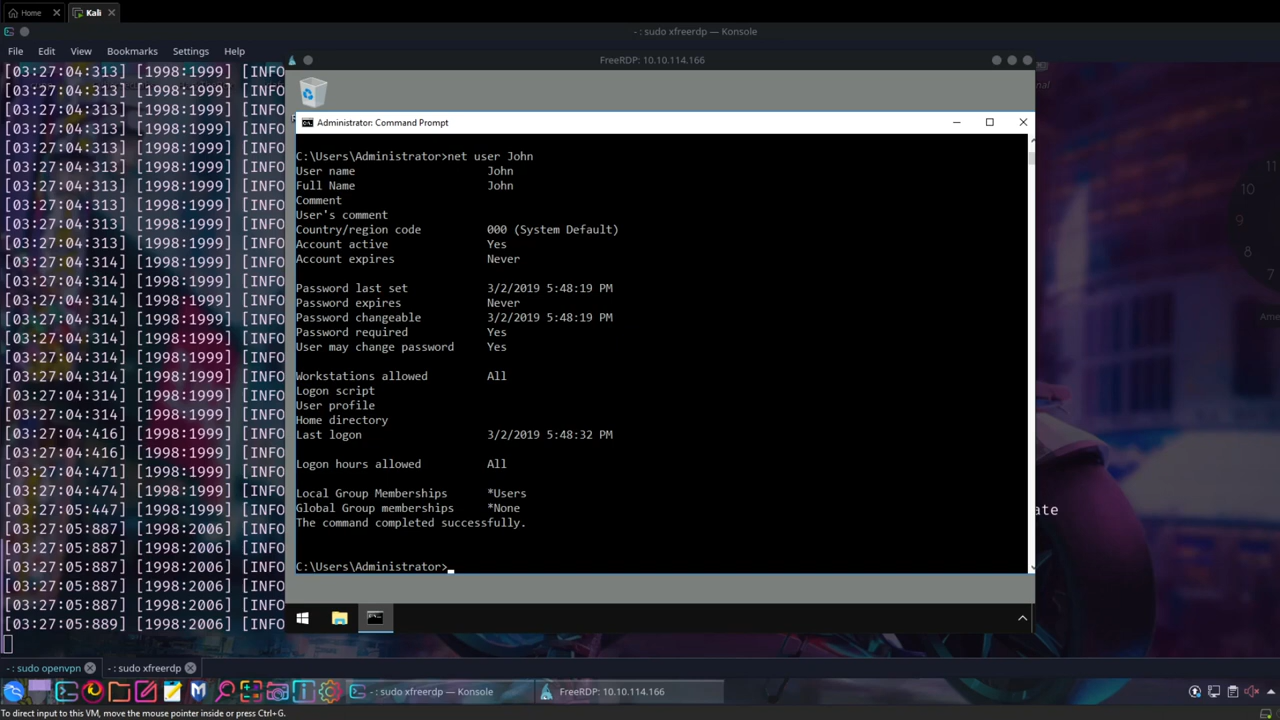 Home
Kali
- : sudo xfreerdp — Konsole
File Edit View Bookmarks Settings Help
FreeRDP: 10.10.114.166
[03:27:04:313] [1998:1999] [INFO
[03:27:04:313] [1998:1999] [INFO
[03:27:04:313] [1998:1999] [INFO
[03:27:04:313] [1998:1999] [INFO
[03:27:04:313] [1998:1999] [INFO
[03:27:04:313] [1998:1999] [INFO
[03:27:04:313] [1998:1999] [INFO
[03:27:04:313] [1998:1999] [INFO
[03:27:04:313] [1998:1999] [INFO
[03:27:04:313] [1998:1999] [INFO
[03:27:04:314] [1998:1999] [INFO
[03:27:04:314] [1998:1999] [INFO
[03:27:04:314] [1998:1999] [INFO
[03:27:04:314] [1998:1999] [INFO
[03:27:04:314] [1998:1999] [INFO
[03:27:04:314] [1998:1999] [INFO
[03:27:04:314] [1998:1999] [INFO
[03:27:04:314] [1998:1999] [INFO
[03:27:04:314] [1998:1999] [INFO
[03:27:04:416] [1998:1999] [INFO
[03:27:04:416] [1998:1999] [INFO
[03:27:04:471] [1998:1999] [INFO
[03:27:04:474] [1998:1999] [INFO
[03:27:05:447] [1998:1999] [INFO
[03:27:05:887] [1998:2006] [INFO
[03:27:05:887] [1998:2006] [INFO
[03:27:05:887] [1998:2006] [INFO
[03:27:05:887] [1998:2006] [INFO
[03:27:05:887] [1998:2006] [INFO
[03:27:05:889] [1998:2006] [INFO
Administrator: Command Prompt
C:\Users\Administrator>net user John
User name John
Full Name John
Comment
User's comment
Country/region code 000 (System Default)
Account active Yes
Account expires Never
Password last set 3/2/2019 5:48:19 PM
Password expires Never
Password changeable 3/2/2019 5:48:19 PM
Password required Yes
User may change password Yes
Workstations allowed All
Logon script
User profile
Home directory
Last logon 3/2/2019 5:48:32 PM
Logon hours allowed All
Local Group Memberships *Users
Global Group memberships *None
The command completed successfully.
C:\Users\Administrator>
nal
11
10
9
8
7
Ame
ate
- : sudo openvpn
- : sudo xfreerdp
- : sudo xfreerdp — Konsole
FreeRDP: 10.10.114.166
To direct input to this VM, move the mouse pointer inside or press Ctrl+G.